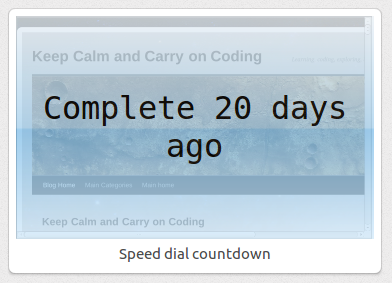 Keep Calm and Carry on Coding
Complete 20 days
ago
Blog Home Main Categories Main home
Keep Calm and Carry on Coding
Speed dial countdown